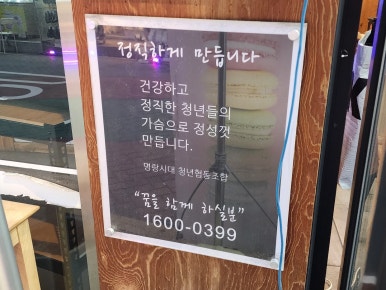 정직하게 만듭니다
건강하고
정직한 청년들의
가슴으로 정성껏
만듭니다.
명랑시대 청년협동조합
"꿈을 함께 하실분"
1600-0399